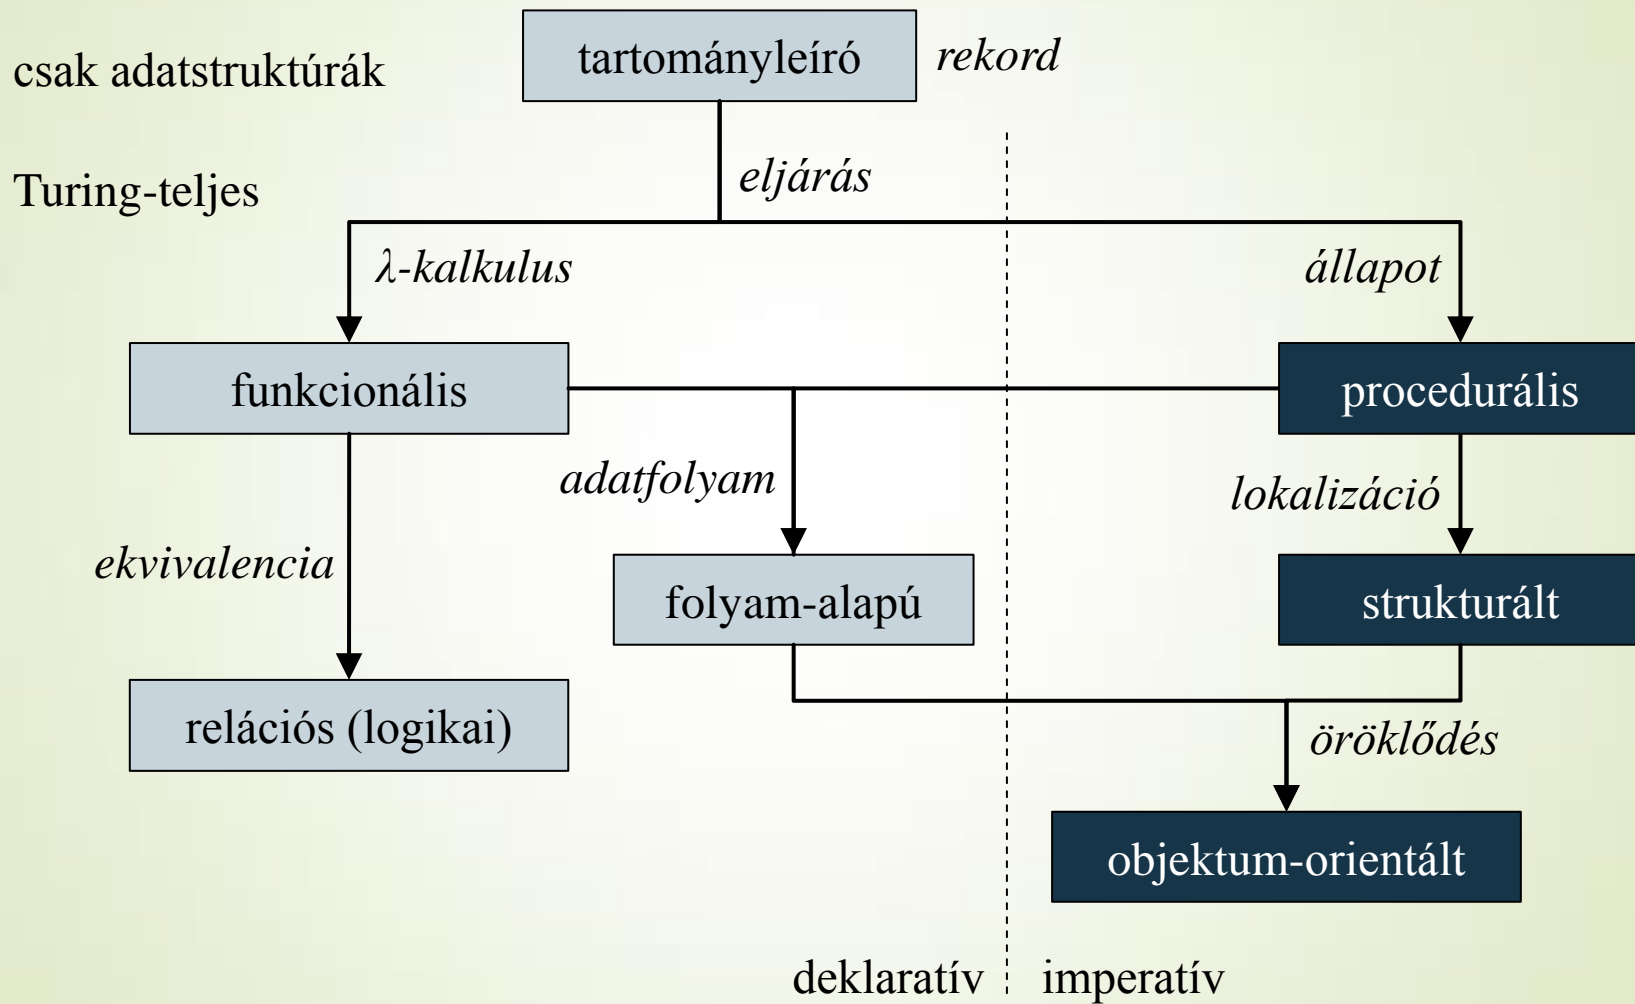 csak adatstruktúrák
tartományleíró
rekord
Turing-teljes
eljárás
λ-kalkulus
állapot
funkcionális
procedurális
adatfolyam
lokalizáció
ekvivalencia
folyam-alapú
strukturált
relációs (logikai)
öröklődés
objektum-orientált
deklaratív
imperatív